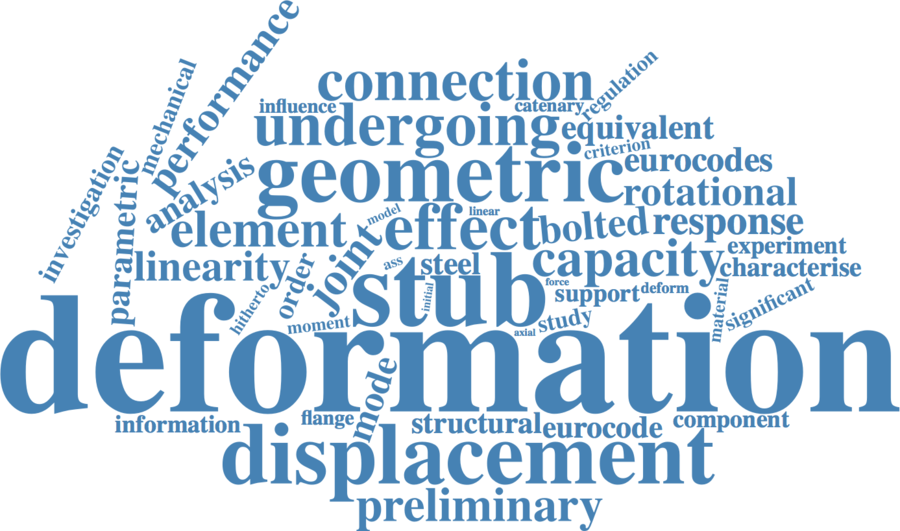 performance
mechanical
regulation
connection
influence
catenary
undergoing
equivalent
criterion
investigation
eurocodes
geometric
parametric
analysis
rotational
model
linear
element
effect
bolted
response
experiment
linearity
order
joint
ass
steel
capacity
characterise
hitherto
stub
initial
force
support
deform
material
significant
moment
axial
study
deformation
mode
information
flange
structural
eurocode
component
displacement
preliminary